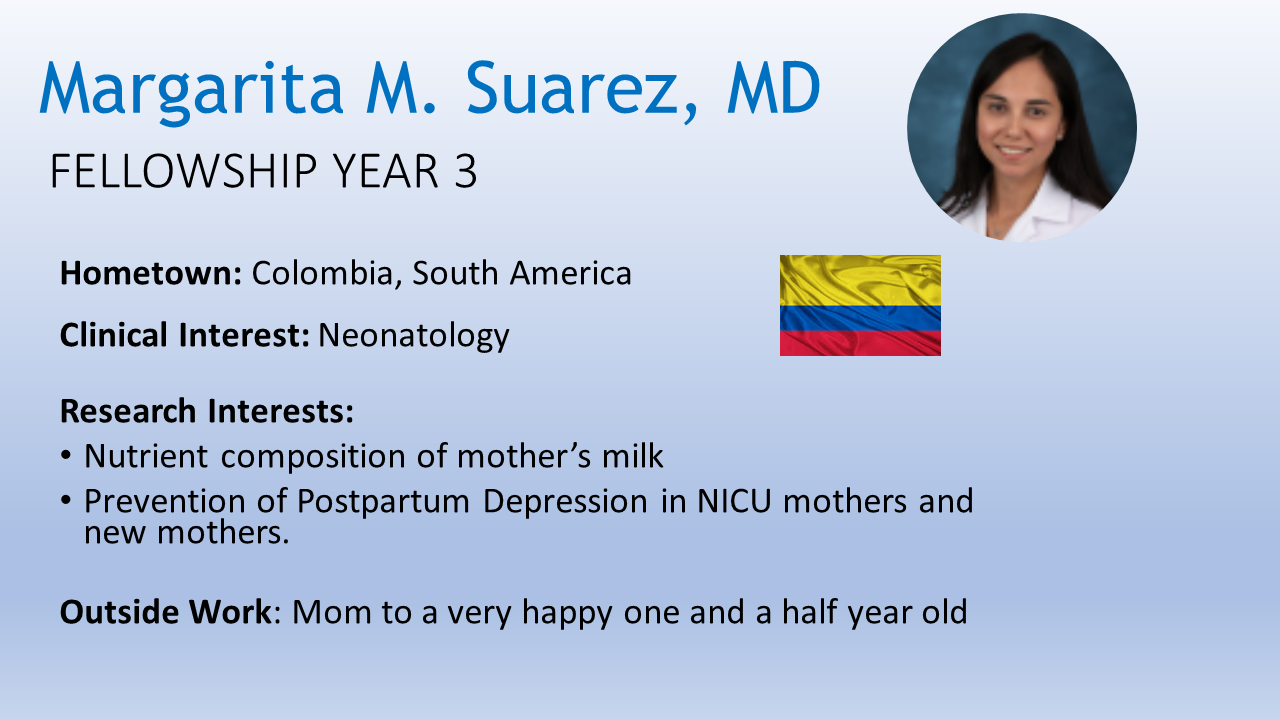 Margarita M. Suarez, MD
FELLOWSHIP YEAR 3
Hometown: Colombia, South America
Clinical Interest: Neonatology
Research Interests:
• Nutrient composition of mother’s milk
• Prevention of Postpartum Depression in NICU mothers and
new mothers.
Outside Work: Mom to a very happy one and a half year old